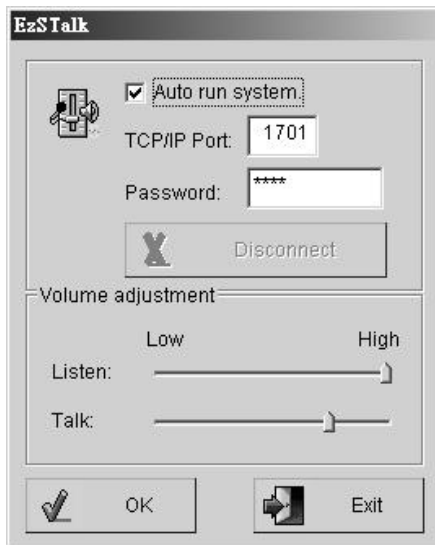 EzSTalk
Auto run system.
TCP/IP Port: 1701
Password: ****
Disconnect
Volume adjustment
Low High
Listen:
Talk:
OK Exit